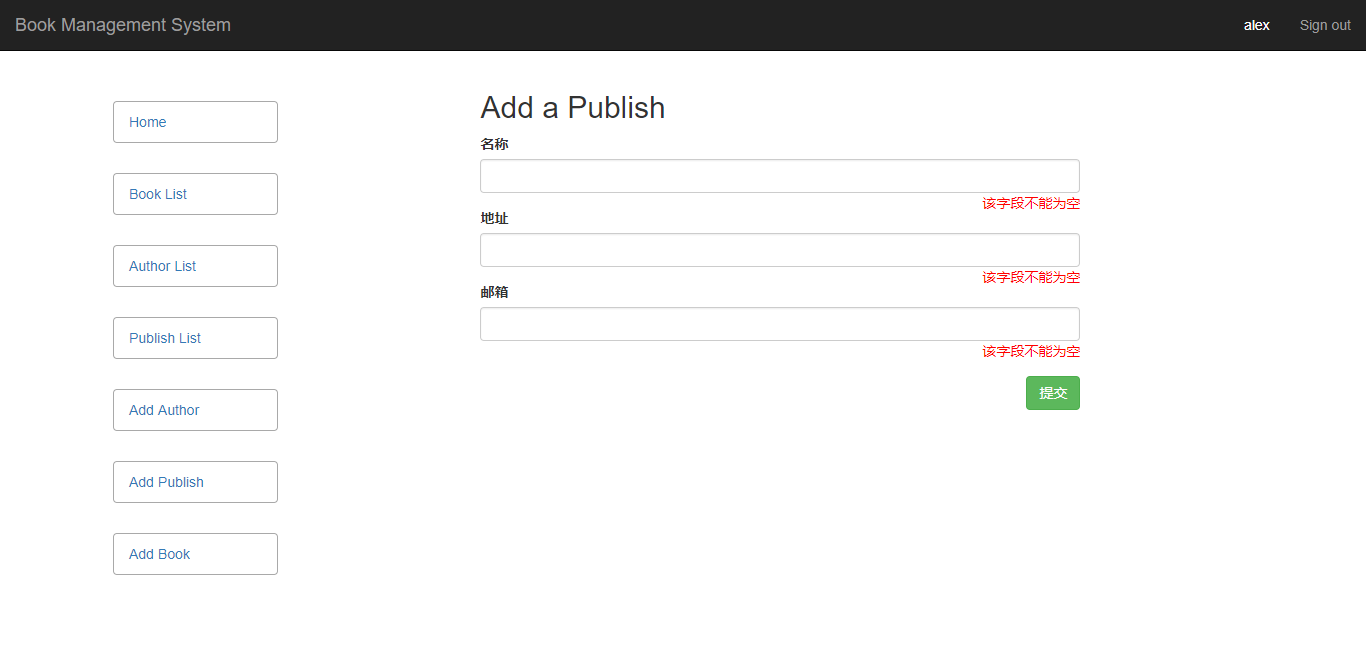 Book Management System
alex
Sign out
Home
Book List
Author List
Publish List
Add Author
Add Publish
Add Book
Add a Publish
名称
该字段不能为空
地址
该字段不能为空
邮箱
该字段不能为空
提交